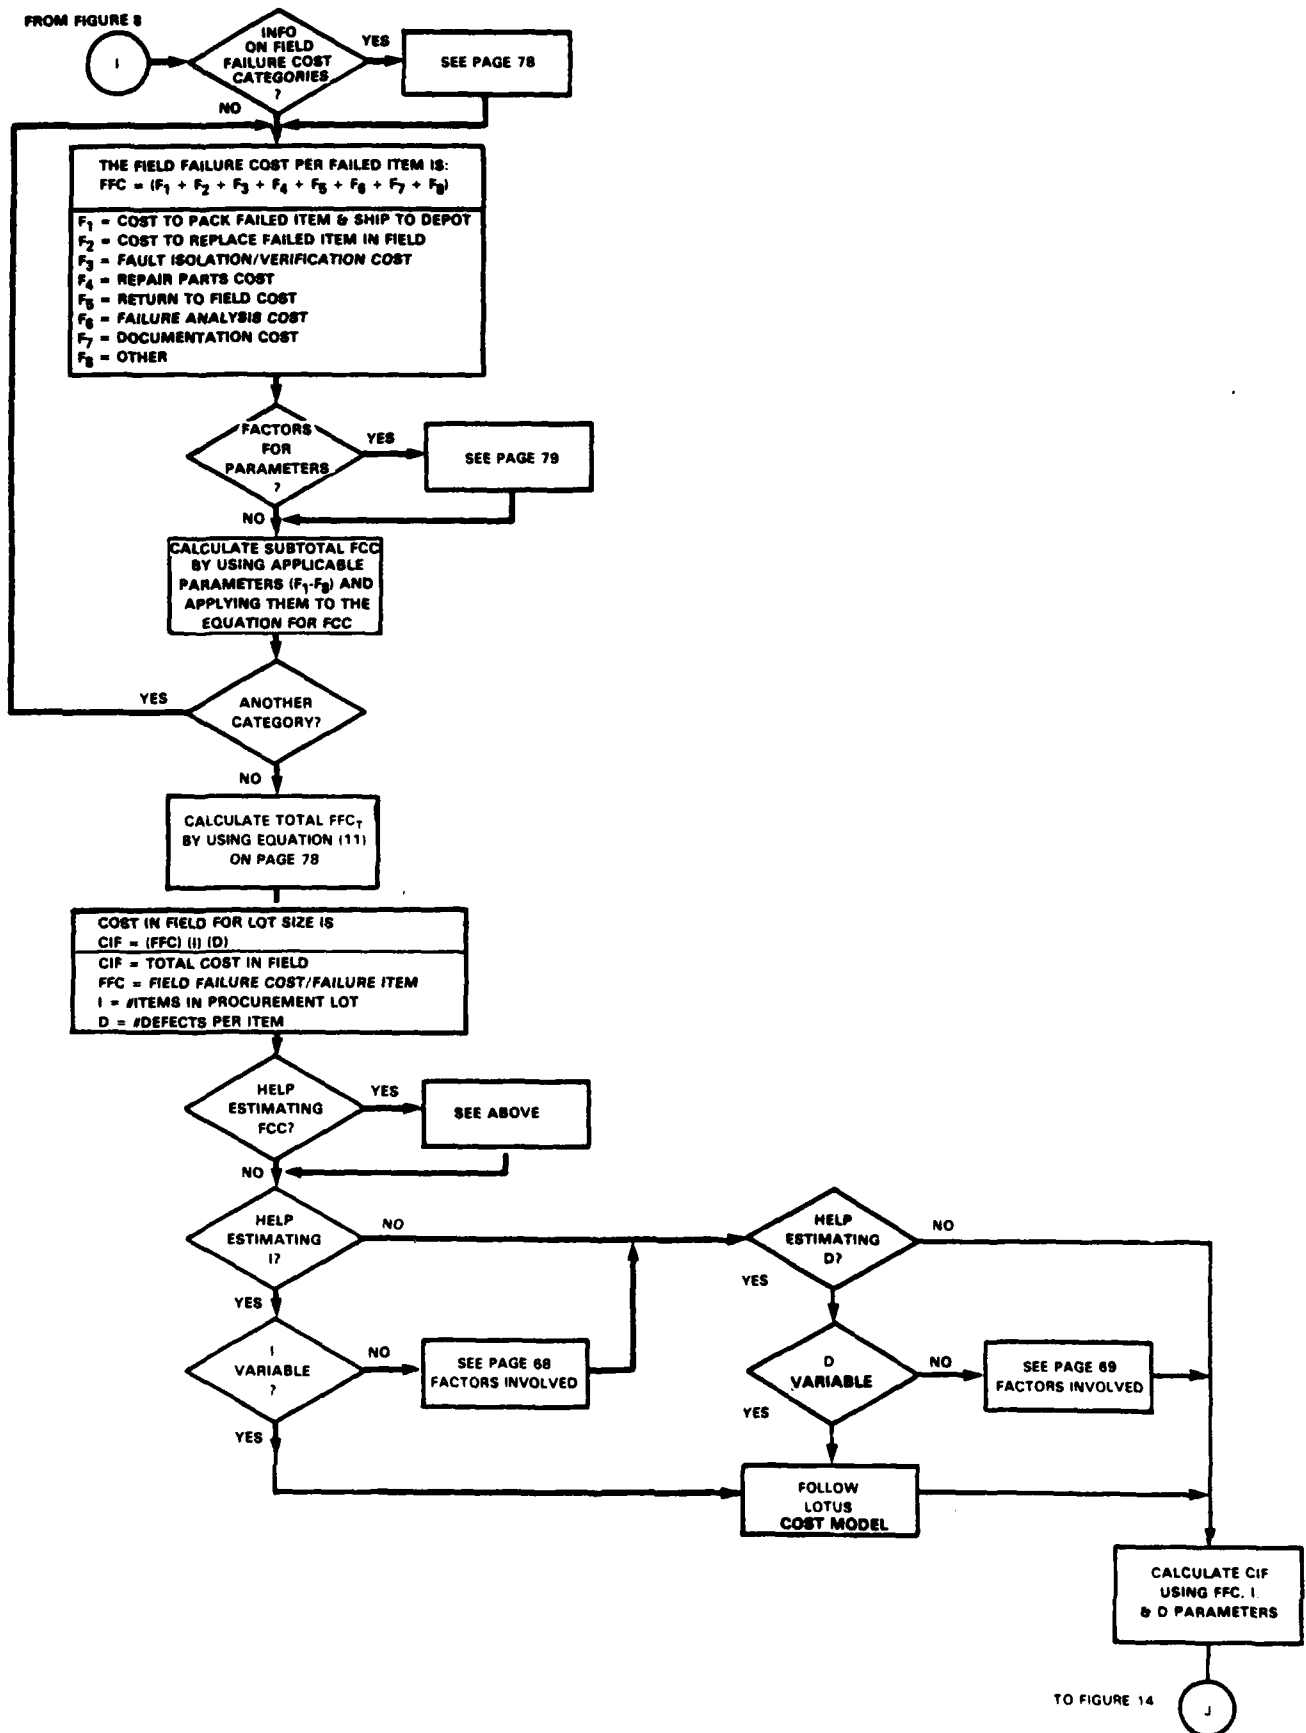 FROM FIGURE 8
I
INFO
ON FIELD
FAILURE COST
CATEGORIES
?
YES
SEE PAGE 78
NO
THE FIELD FAILURE COST PER FAILED ITEM IS:
FFC = (F1 + F2 + F3 + F4 + F5 + F6 + F7 + F8)
F1 = COST TO PACK FAILED ITEM & SHIP TO DEPOT
F2 = COST TO REPLACE FAILED ITEM IN FIELD
F3 = FAULT ISOLATION/VERIFICATION COST
F4 = REPAIR PARTS COST
F5 = RETURN TO FIELD COST
F6 = FAILURE ANALYSIS COST
F7 = DOCUMENTATION COST
F8 = OTHER
FACTORS
FOR
PARAMETERS
?
YES
SEE PAGE 79
NO
CALCULATE SUBTOTAL FCC
BY USING APPLICABLE
PARAMETERS (F1-F8) AND
APPLYING THEM TO THE
EQUATION FOR FCC
YES
ANOTHER
CATEGORY?
NO
CALCULATE TOTAL FFCT
BY USING EQUATION (11)
ON PAGE 78
COST IN FIELD FOR LOT SIZE IS
CIF = (FFC) (I) (D)
CIF = TOTAL COST IN FIELD
FFC = FIELD FAILURE COST/FAILURE ITEM
I = #ITEMS IN PROCUREMENT LOT
D = #DEFECTS PER ITEM
HELP
ESTIMATING
FCC?
YES
SEE ABOVE
NO
HELP
ESTIMATING
I?
NO
HELP
ESTIMATING
D?
NO
YES
YES
I
VARIABLE
?
NO
SEE PAGE 68
FACTORS INVOLVED
D
VARIABLE
NO
SEE PAGE 69
FACTORS INVOLVED
YES
YES
FOLLOW
LOTUS
COST MODEL
CALCULATE CIF
USING FFC, I
& D PARAMETERS
TO FIGURE 14
J